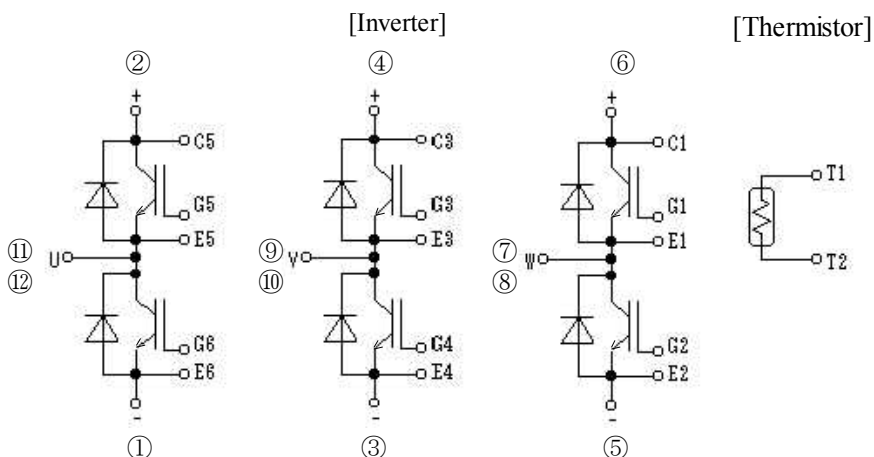 [Inverter]
[Thermistor]
② ④ ⑥
+ + +
C5 C3 C1
T1
G5 G3 G1
E5 E3 E1
⑪ ⑨ ⑦
U V W
T2
⑫ ⑩ ⑧
G6 G4 G2
E6 E4 E2
- - -
① ③ ⑤